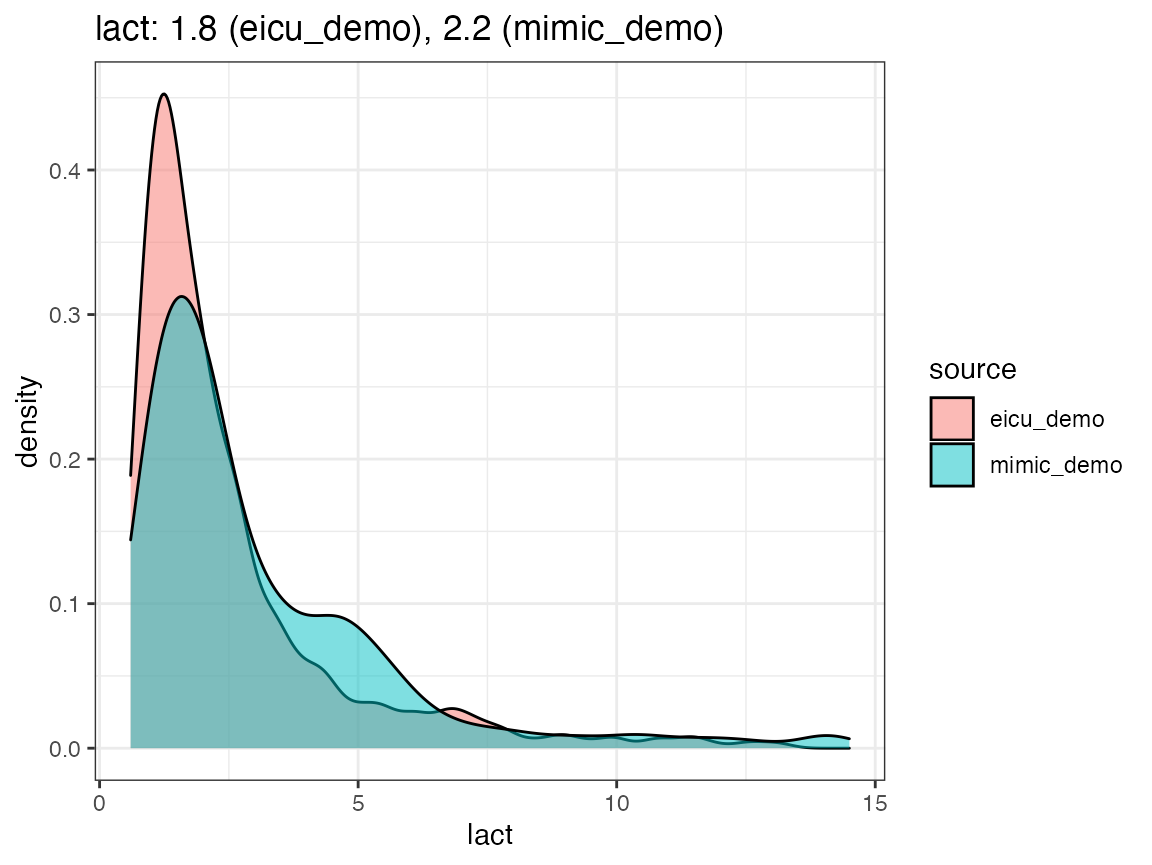 lact: 1.8 (eicu_demo), 2.2 (mimic_demo)
0.4
0.3
0.2
0.1
0.0
density
0
5
10
15
lact
source
eicu_demo
mimic_demo